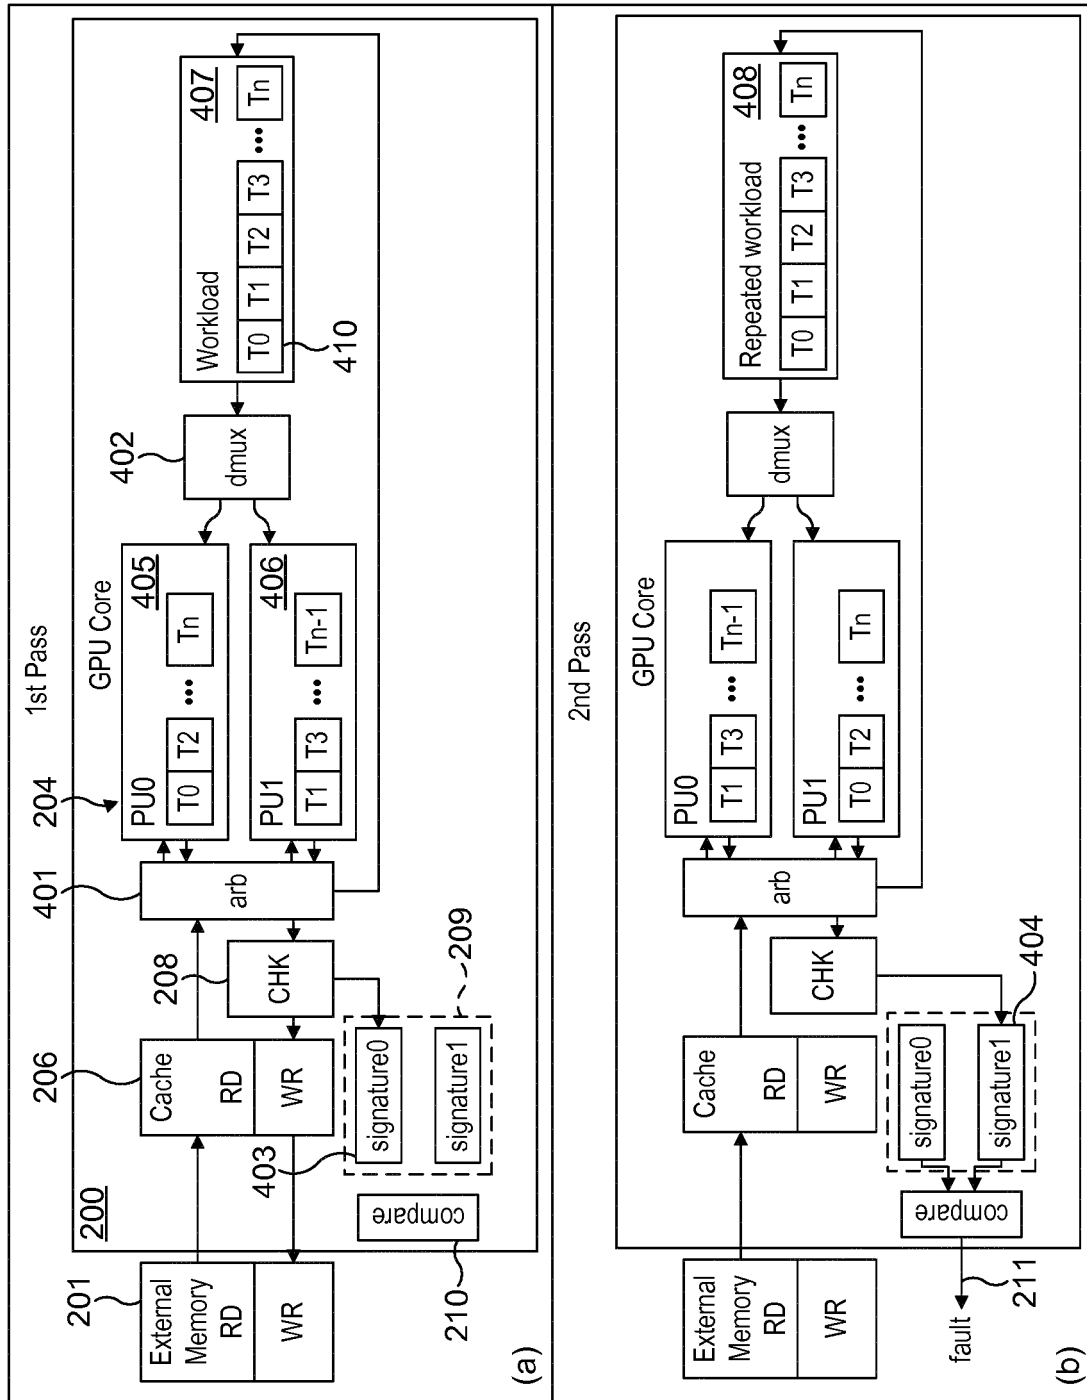 1st Pass
200
GPU Core
201
External
Memory
RD
WR
206
Cache
RD
WR
208
CHK
401
arb
204
PU0
405
T0
T2
•••
Tn
PU1
406
T1
T3
•••
Tn-1
402
dmux
Workload
407
T0
T1
T2
T3
•••
Tn
410
403
signature0
signature1
209
compare
210
(a)
2nd Pass
GPU Core
External
Memory
RD
WR
Cache
RD
WR
CHK
arb
PU0
T1
T3
•••
Tn-1
PU1
T0
T2
•••
Tn
dmux
Repeated workload
408
T0
T1
T2
T3
•••
Tn
signature0
signature1
404
compare
fault
211
(b)